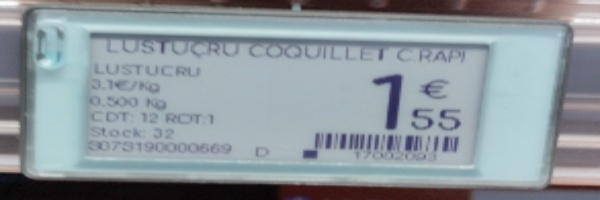 LUSTUCRU COQUILLET C.RAPI
LUSTUCRU
3.1€/Kg
0.500 Kg
CDT: 12 ROT:1
Stock: 32
3073190000669 D
1 € 55
17002093